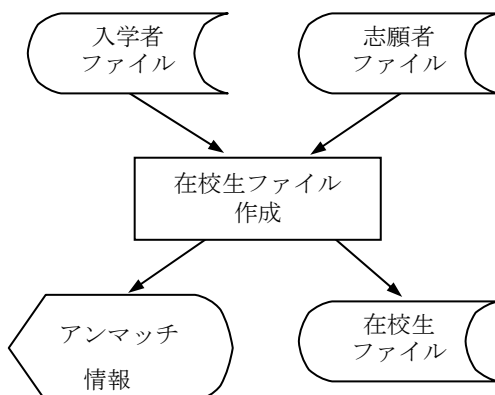 入学者
ファイル
志願者
ファイル
在校生ファイル
作成
アンマッチ
情報
在校生
ファイル